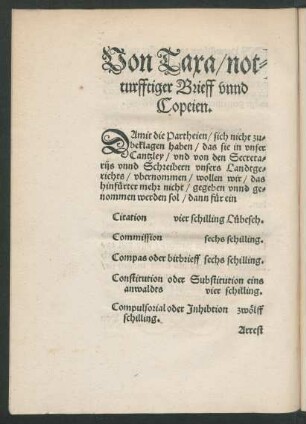 Von Taxa/ not-
turfftiger Brieff vnnd
Copeien.
DAmit die Partheien/ sich nicht zu-
beklagen haben/ das sie in vnser
Cantzley/ vnd von den Secreta-
rijs vnnd Schreibern vnsers Landtge-
richts/ vbernommen/ wollen wir/ das
hinfürter mehr nicht/ gegeben vnnd ge-
nommen werden sol/ dann für ein
Citation vier schilling Lübesch.
Commission sechs schilling.
Compas oder bitbrieff sechs schilling.
Constitution oder Substitution eins
anwaldts vier schilling.
Compulsorial oder Inhibtion zwölff
schilling.
Arrest